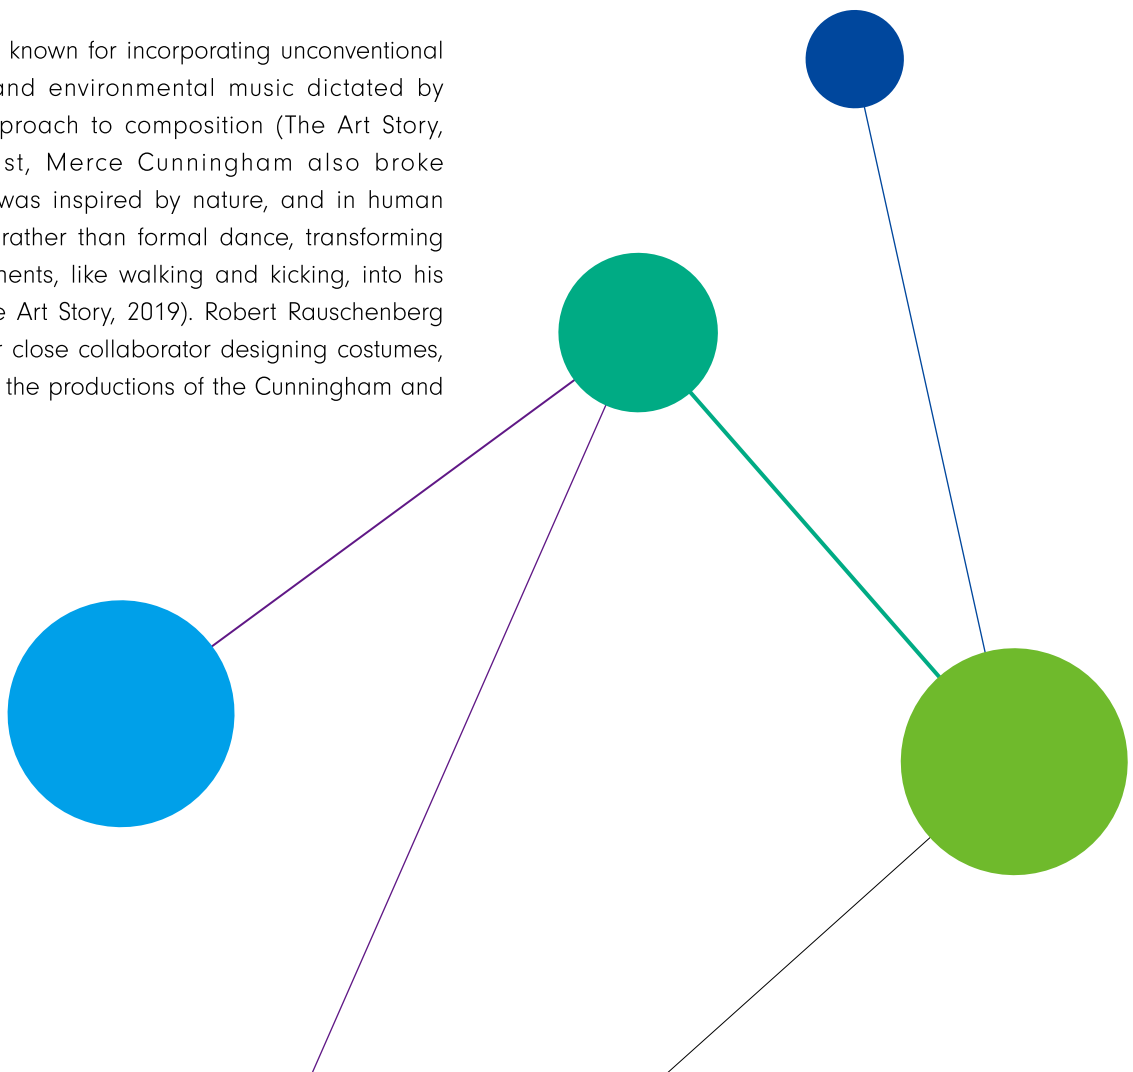 known for incorporating unconventional
and environmental music dictated by
proach to composition (The Art Story,
st, Merce Cunningham also broke
was inspired by nature, and in human
rather than formal dance, transforming
ents, like walking and kicking, into his
Art Story, 2019). Robert Rauschenberg
close collaborator designing costumes,
the productions of the Cunningham and